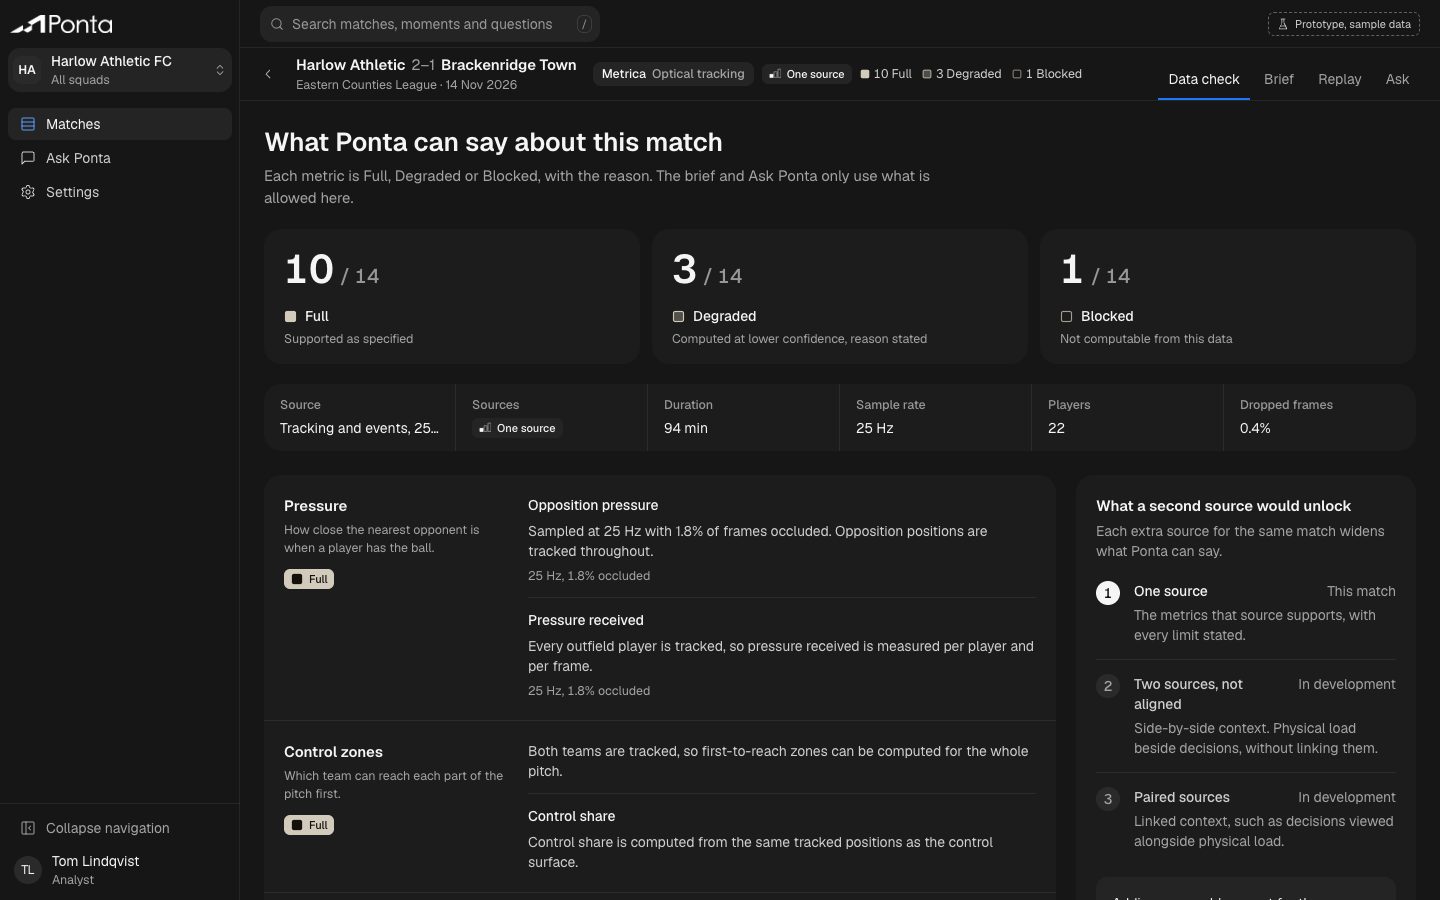 Ponta
Search matches, moments and questions
/
Prototype, sample data
HA
Harlow Athletic FC
All squads
Harlow Athletic 2–1 Brackenridge Town
Eastern Counties League · 14 Nov 2026
Metrica Optical tracking
One source
10 Full
3 Degraded
1 Blocked
Data check
Brief
Replay
Ask
Matches
Ask Ponta
Settings
What Ponta can say about this match
Each metric is Full, Degraded or Blocked, with the reason. The brief and Ask Ponta only use what is
allowed here.
10 / 14
Full
Supported as specified
3 / 14
Degraded
Computed at lower confidence, reason stated
1 / 14
Blocked
Not computable from this data
Source
Tracking and events, 25…
Sources
One source
Duration
94 min
Sample rate
25 Hz
Players
22
Dropped frames
0.4%
Pressure
How close the nearest opponent is
when a player has the ball.
Full
Opposition pressure
Sampled at 25 Hz with 1.8% of frames occluded. Opposition positions are
tracked throughout.
25 Hz, 1.8% occluded
Pressure received
Every outfield player is tracked, so pressure received is measured per player and
per frame.
25 Hz, 1.8% occluded
Control zones
Which team can reach each part of the
pitch first.
Full
Both teams are tracked, so first-to-reach zones can be computed for the whole
pitch.
Control share
Control share is computed from the same tracked positions as the control
surface.
What a second source would unlock
Each extra source for the same match widens
what Ponta can say.
1
One source
This match
The metrics that source supports, with
every limit stated.
2
Two sources, not
aligned
In development
Side-by-side context. Physical load
beside decisions, without linking them.
3
Paired sources
In development
Linked context, such as decisions viewed
alongside physical load.
Collapse navigation
TL
Tom Lindqvist
Analyst